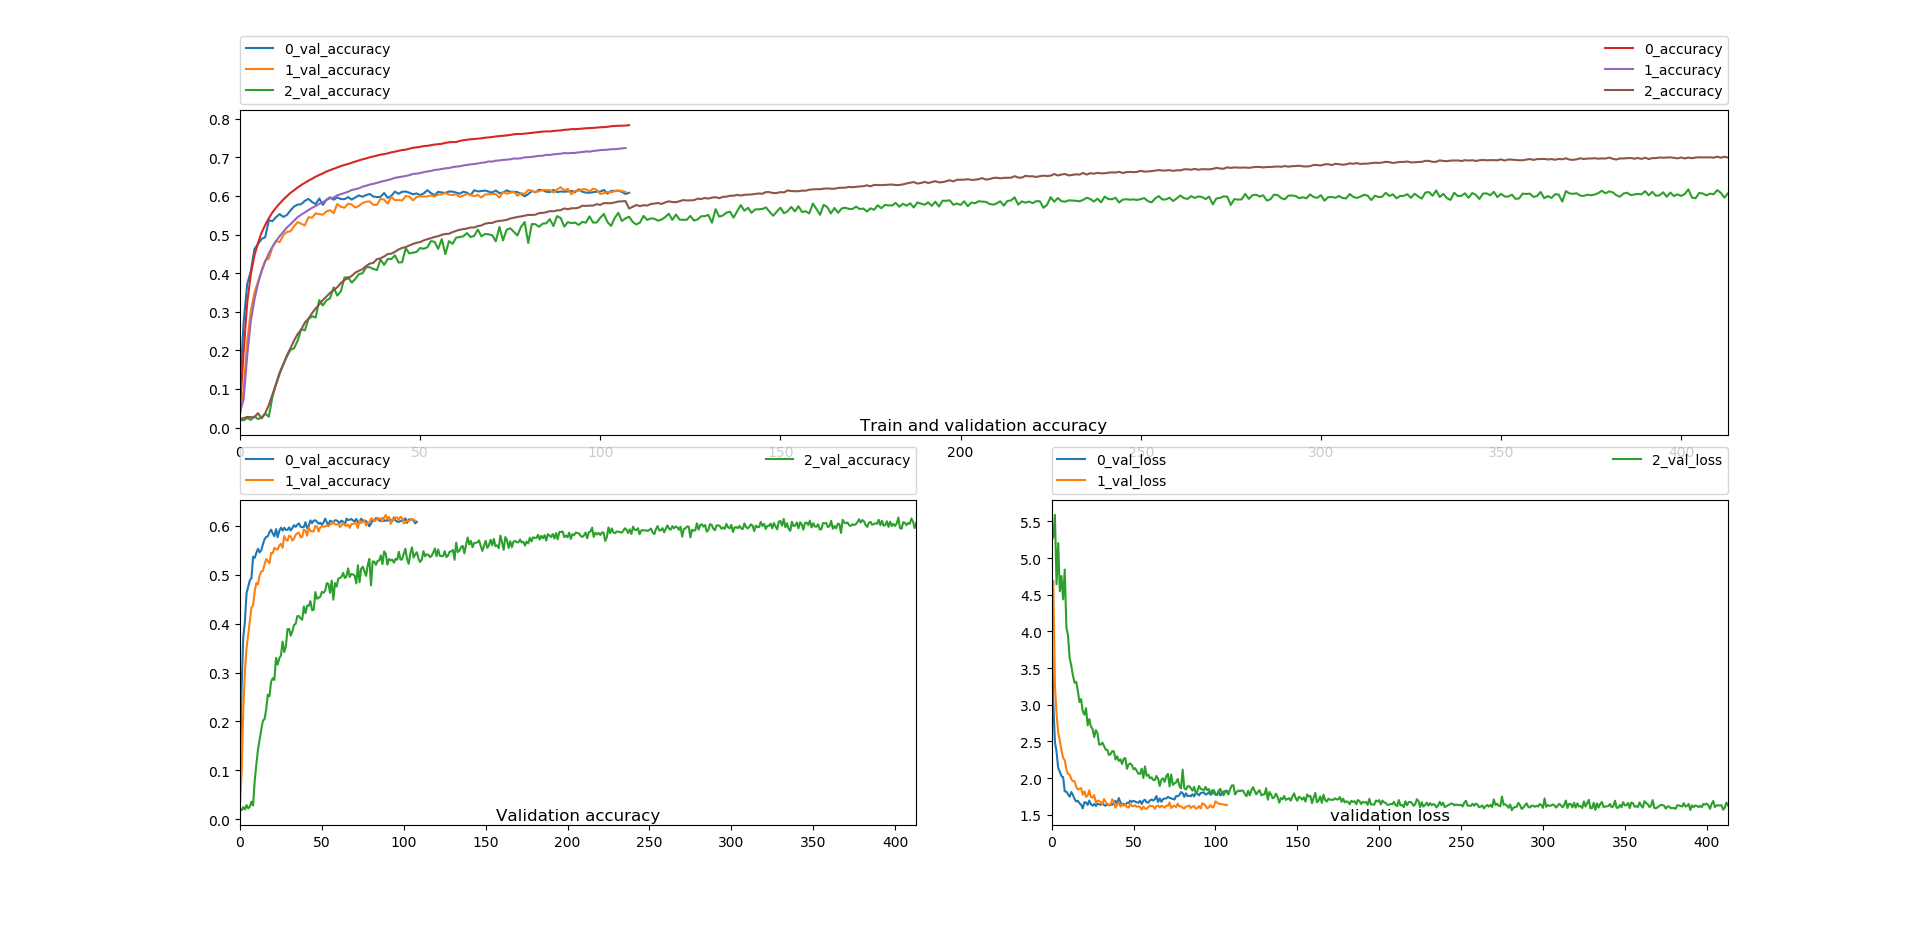 0_val_accuracy 0_accuracy
1_val_accuracy 1_accuracy
2_val_accuracy 2_accuracy
0.8
0.7
0.6
0.5
0.4
0.3
0.2
0.1
0.0
Train and validation accuracy
0 50 100 150 200 250 300 350 400
0_val_accuracy 2_val_accuracy
1_val_accuracy
0.6
0.5
0.4
0.3
0.2
0.1
0.0
Validation accuracy
0 50 100 150 200 250 300 350 400
0_val_loss 2_val_loss
1_val_loss
5.5
5.0
4.5
4.0
3.5
3.0
2.5
2.0
1.5
validation loss
0 50 100 150 200 250 300 350 400